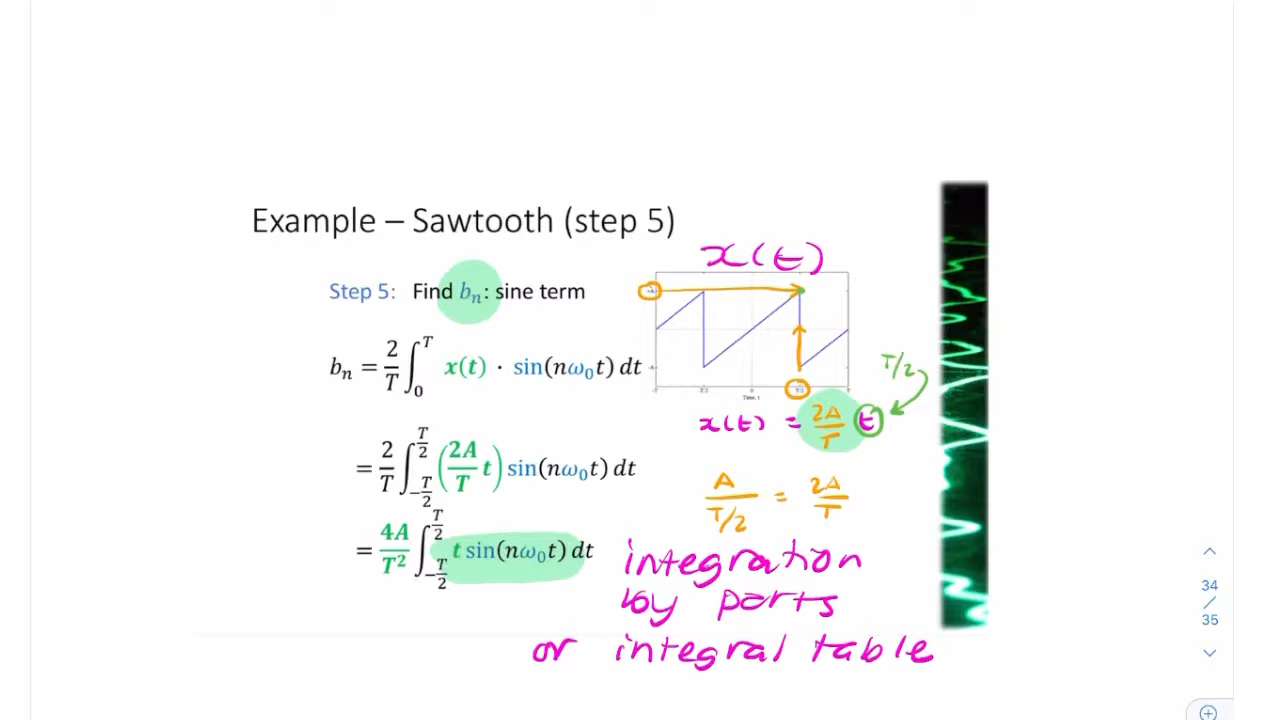 Example – Sawtooth (step 5)
x(t)
Step 5: Find bₙ: sine term
bₙ = 2/T ∫₀ᵀ x(t) · sin(nω₀t) dt
Time, t
T/2
x(t) = 2A/T t
= 2/T ∫_{-T/2}^{T/2} (2A/T t) sin(nω₀t) dt
A/(T/2) = 2A/T
= 4A/T² ∫_{-T/2}^{T/2} t sin(nω₀t) dt
integration
by parts
or integral table
34
/
35